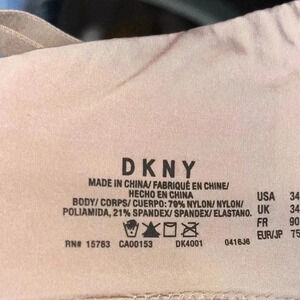 DKNY
MADE IN CHINA/ FABRIQUÉ EN CHINE/
HECHO EN CHINA
BODY/ CORPS/ CUERPO: 79% NYLON/ NYLON/
POLIAMIDA, 21% SPANDEX/ SPANDEX/ ELASTANO.
RN# 15763 CA00153 DK4001 0416J6
USA 34
UK 34
FR 90
EUR/JP 75